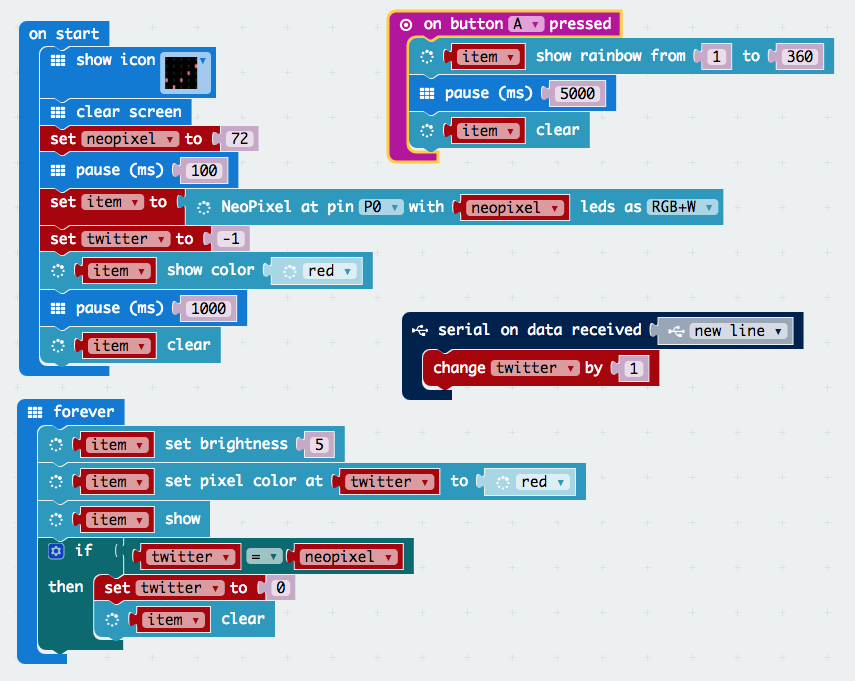 on start
show icon
clear screen
set neopixel to 72
pause (ms) 100
set item to NeoPixel at pin P0 with neopixel leds as RGB+W
set twitter to -1
item show color red
pause (ms) 1000
item clear
on button A pressed
item show rainbow from 1 to 360
pause (ms) 5000
item clear
serial on data received new line
change twitter by 1
forever
item set brightness 5
item set pixel color at twitter to red
item show
if twitter = neopixel
then set twitter to 0
item clear